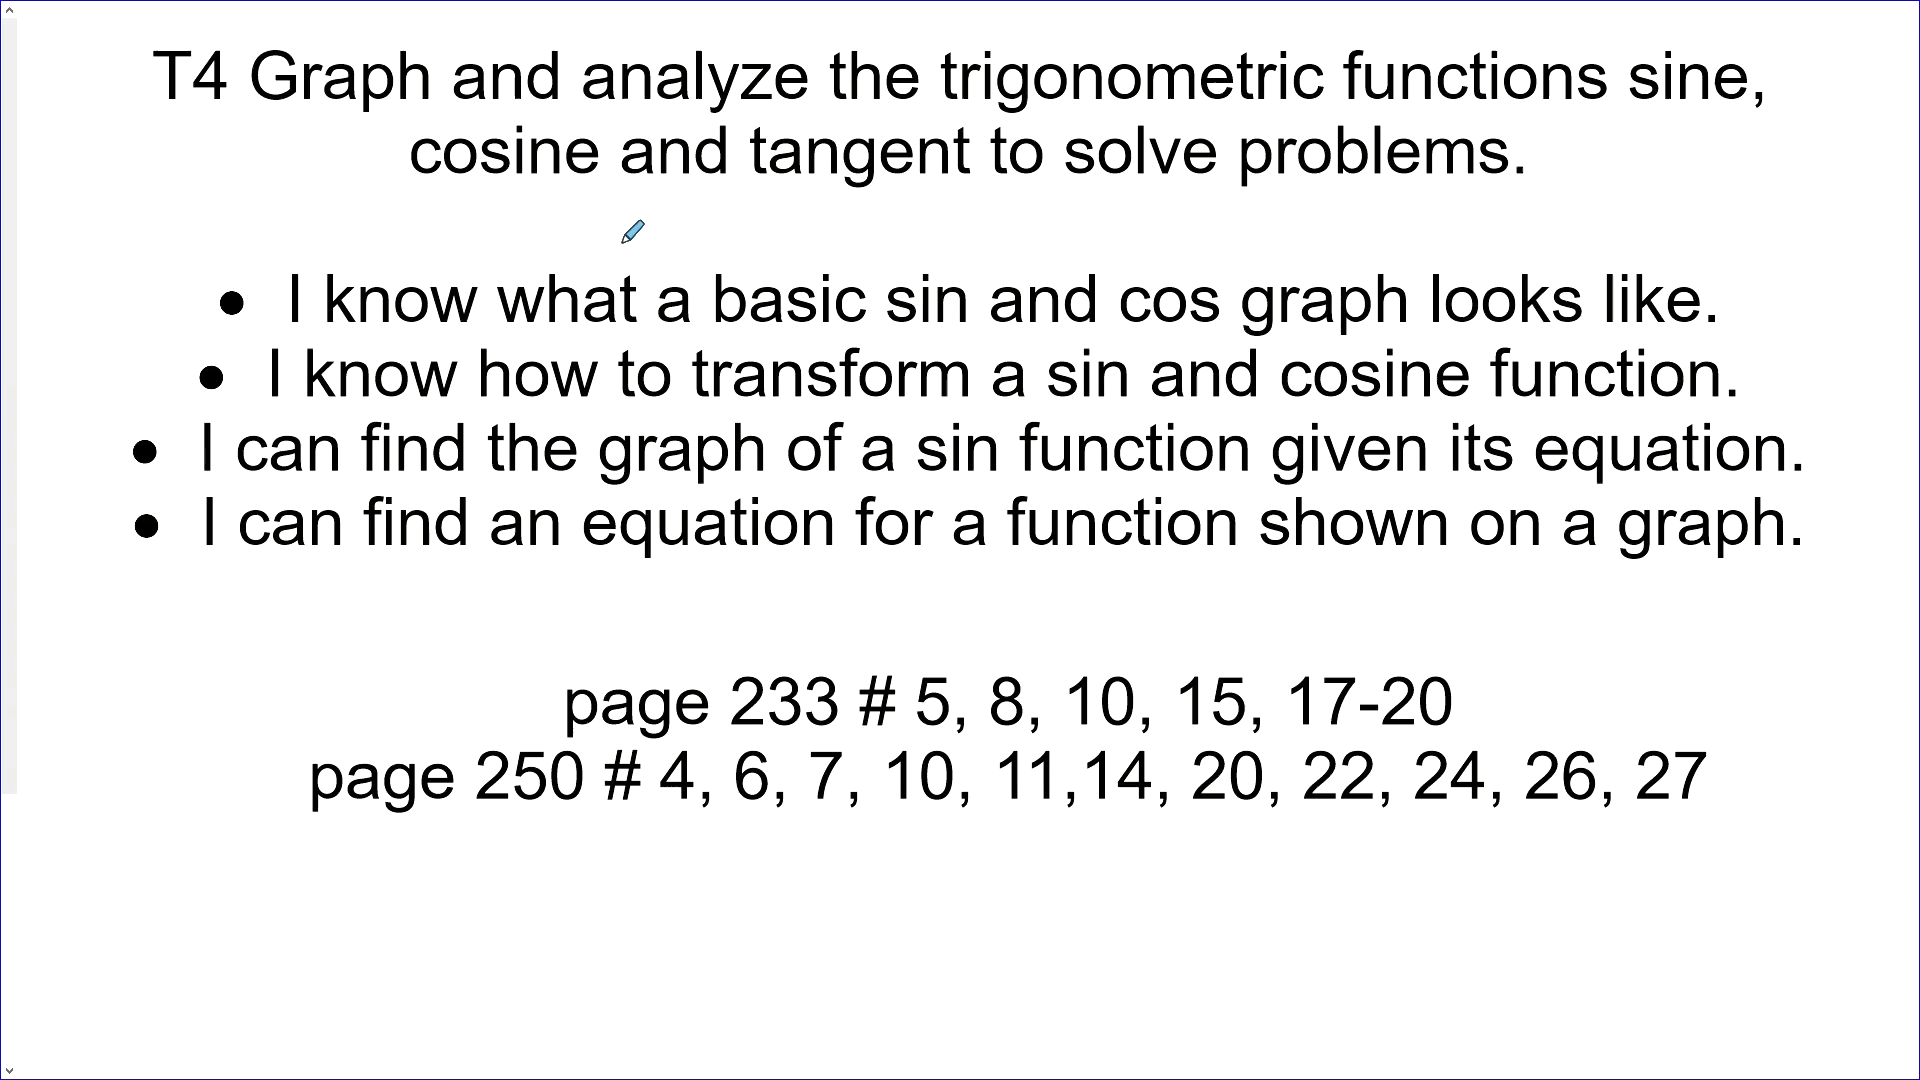 T4 Graph and analyze the trigonometric functions sine,
cosine and tangent to solve problems.
• I know what a basic sin and cos graph looks like.
• I know how to transform a sin and cosine function.
• I can find the graph of a sin function given its equation.
• I can find an equation for a function shown on a graph.
page 233 # 5, 8, 10, 15, 17-20
page 250 # 4, 6, 7, 10, 11,14, 20, 22, 24, 26, 27